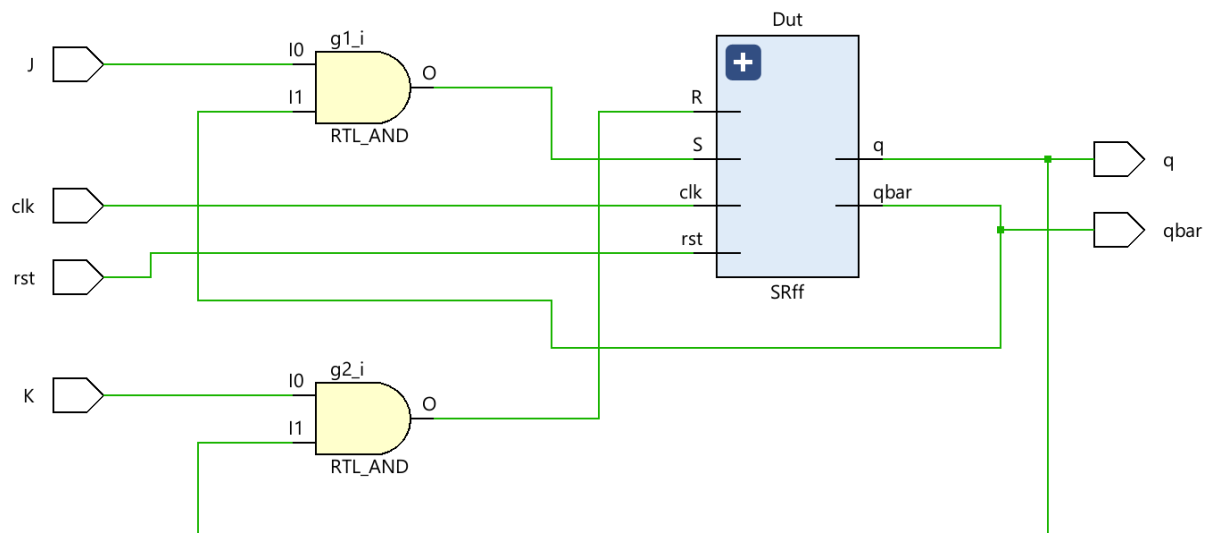 Dut
g1_i
J
I0
O
I1
RTL_AND
R
S
q
q
clk
clk
qbar
qbar
rst
rst
SRff
g2_i
K
I0
O
I1
RTL_AND